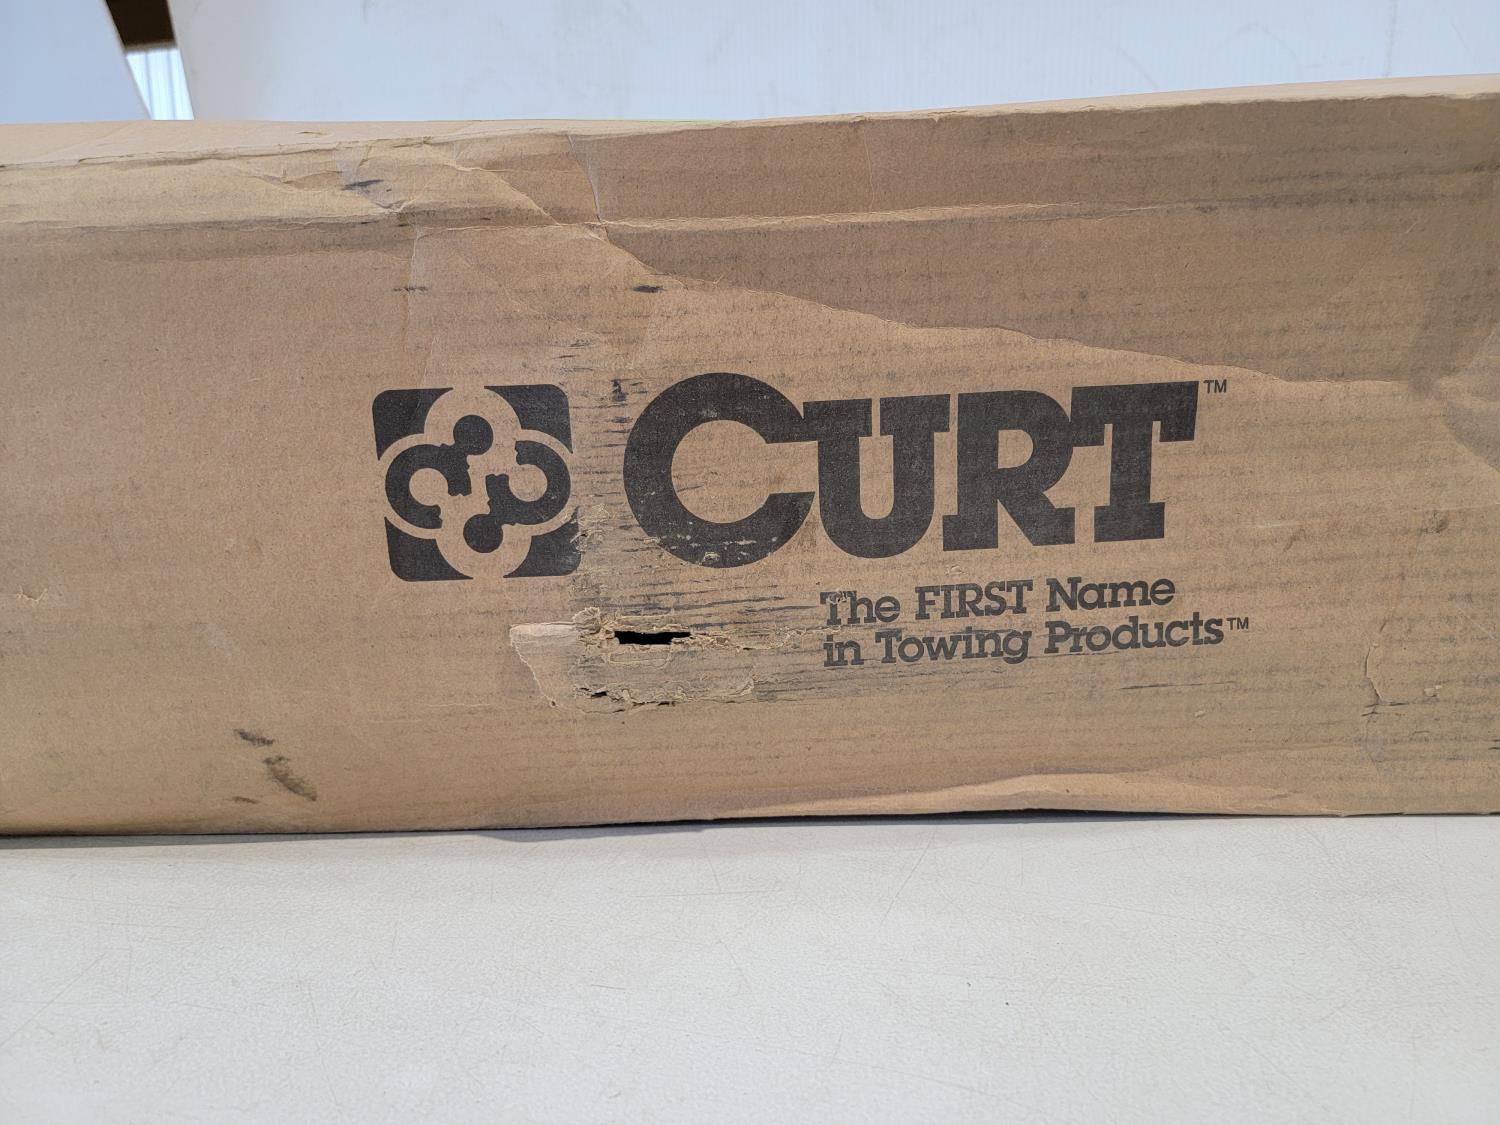 CURT™
The FIRST Name
in Towing Products™